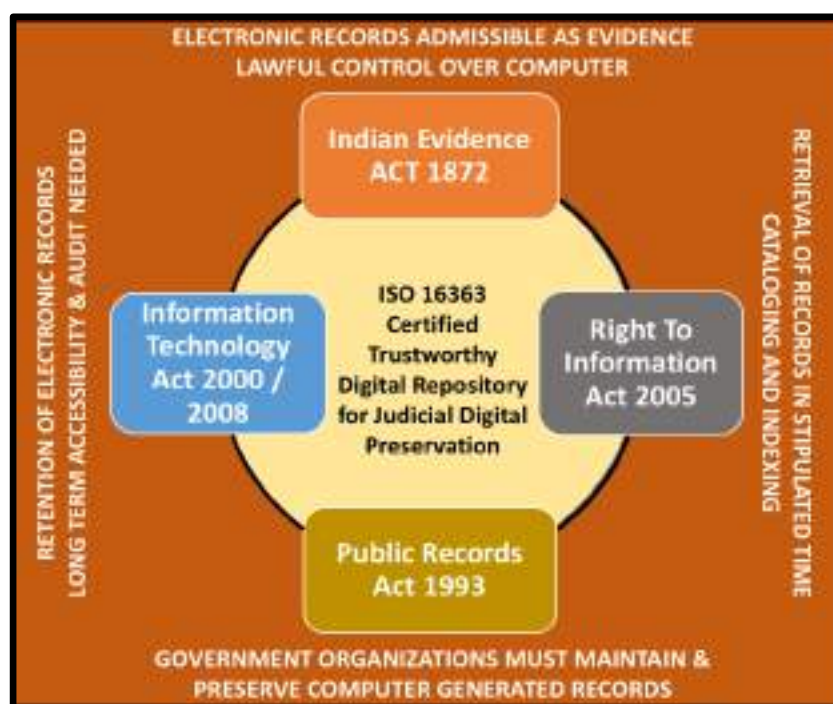 ELECTRONIC RECORDS ADMISSIBLE AS EVIDENCE
LAWFUL CONTROL OVER COMPUTER
Indian Evidence
ACT 1872
RETENTION OF ELECTRONIC RECORDS
LONG TERM ACCESSIBILITY & AUDIT NEEDED
Information
Technology
Act 2000 /
2008
ISO 16363
Certified
Trustworthy
Digital Repository
for Judicial Digital
Preservation
Right To
Information
Act 2005
RETRIEVAL OF RECORDS IN STIPULATED TIME
CATALOGING AND INDEXING
Public Records
Act 1993
GOVERNMENT ORGANIZATIONS MUST MAINTAIN &
PRESERVE COMPUTER GENERATED RECORDS